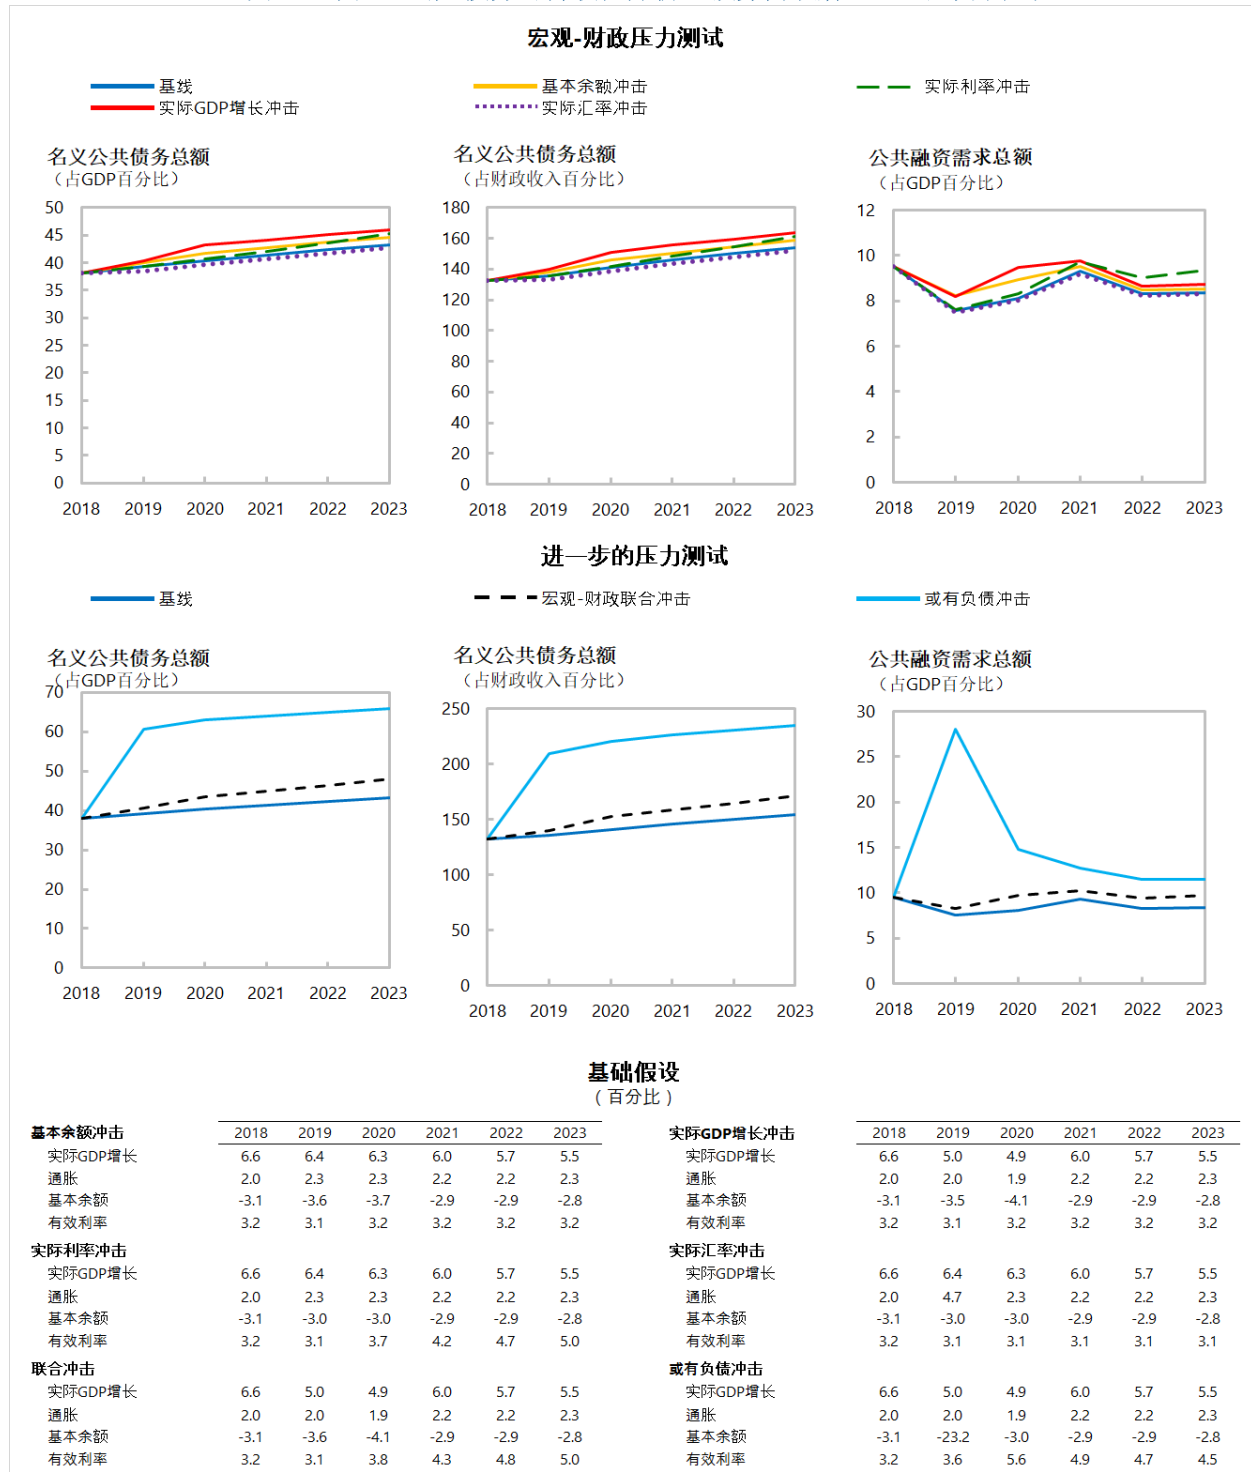 宏观-财政压力测试
基线
基本余额冲击
实际利率冲击
实际GDP增长冲击
实际汇率冲击
名义公共债务总额
（占GDP百分比）
50
45
40
35
30
25
20
15
10
5
0
2018 2019 2020 2021 2022 2023
名义公共债务总额
（占财政收入百分比）
180
160
140
120
100
80
60
40
20
0
2018 2019 2020 2021 2022 2023
公共融资需求总额
（占GDP百分比）
12
10
8
6
4
2
0
2018 2019 2020 2021 2022 2023
进一步的压力测试
基线
宏观-财政联合冲击
或有负债冲击
名义公共债务总额
（占GDP百分比）
70
60
50
40
30
20
10
0
2018 2019 2020 2021 2022 2023
名义公共债务总额
（占财政收入百分比）
250
200
150
100
50
0
2018 2019 2020 2021 2022 2023
公共融资需求总额
（占GDP百分比）
30
25
20
15
10
5
0
2018 2019 2020 2021 2022 2023
基础假设
（百分比）
基本余额冲击 2018 2019 2020 2021 2022 2023
实际GDP增长 6.6 6.4 6.3 6.0 5.7 5.5
通胀 2.0 2.3 2.3 2.2 2.2 2.3
基本余额 -3.1 -3.6 -3.7 -2.9 -2.9 -2.8
有效利率 3.2 3.1 3.2 3.2 3.2 3.2
实际利率冲击
实际GDP增长 6.6 6.4 6.3 6.0 5.7 5.5
通胀 2.0 2.3 2.3 2.2 2.2 2.3
基本余额 -3.1 -3.0 -3.0 -2.9 -2.9 -2.8
有效利率 3.2 3.1 3.7 4.2 4.7 5.0
联合冲击
实际GDP增长 6.6 5.0 4.9 6.0 5.7 5.5
通胀 2.0 2.0 1.9 2.2 2.2 2.3
基本余额 -3.1 -3.6 -4.1 -2.9 -2.9 -2.8
有效利率 3.2 3.1 3.8 4.3 4.8 5.0
实际GDP增长冲击 2018 2019 2020 2021 2022 2023
实际GDP增长 6.6 5.0 4.9 6.0 5.7 5.5
通胀 2.0 2.0 1.9 2.2 2.2 2.3
基本余额 -3.1 -3.5 -4.1 -2.9 -2.9 -2.8
有效利率 3.2 3.1 3.2 3.2 3.2 3.2
实际汇率冲击
实际GDP增长 6.6 6.4 6.3 6.0 5.7 5.5
通胀 2.0 4.7 2.3 2.2 2.2 2.3
基本余额 -3.1 -3.0 -3.0 -2.9 -2.9 -2.8
有效利率 3.2 3.1 3.1 3.1 3.1 3.1
或有负债冲击
实际GDP增长 6.6 5.0 4.9 6.0 5.7 5.5
通胀 2.0 2.0 1.9 2.2 2.2 2.3
基本余额 -3.1 -23.2 -3.0 -2.9 -2.9 -2.8
有效利率 3.2 3.6 5.6 4.9 4.7 4.5